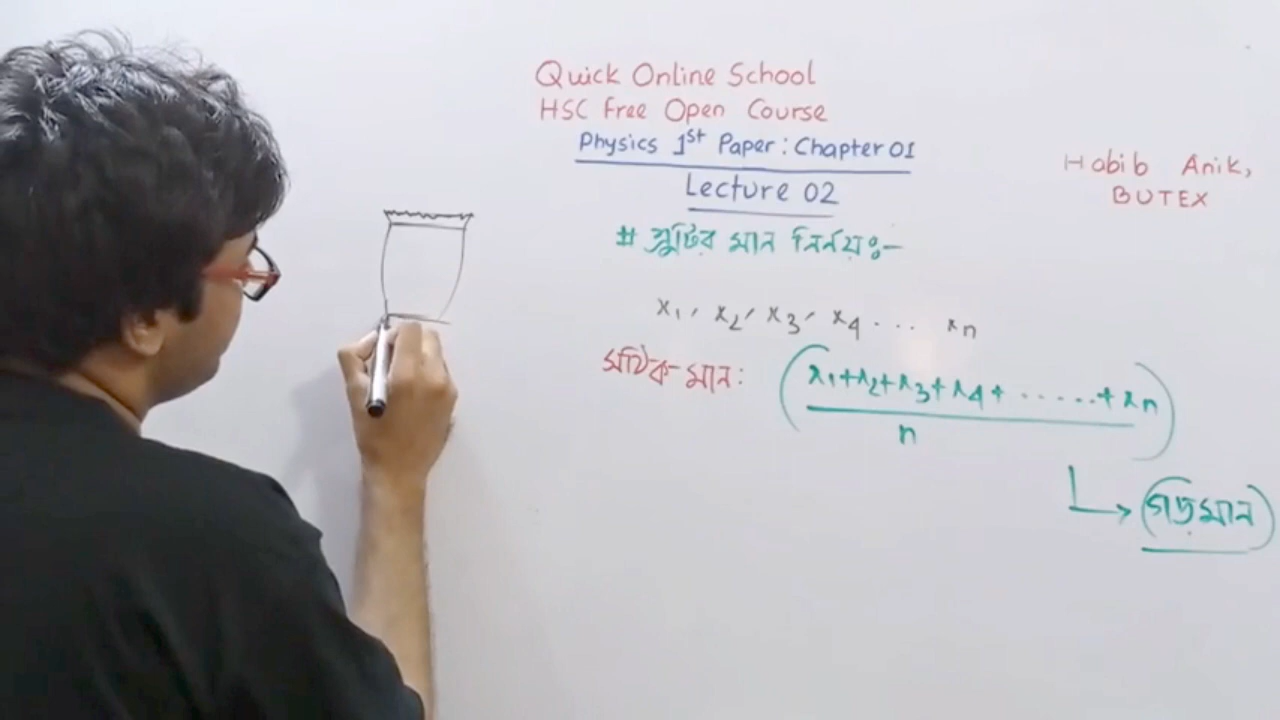 Quick Online School
HSC Free Open Course
Physics 1st Paper: Chapter 01
Lecture 02
Habib Anik,
BUTEX
# ত্রুটির মান নির্নয়ঃ-
x₁, x₂, x₃, x₄ .... xₙ
সঠিক-মান: (x₁+x₂+x₃+x₄+ ......+xₙ)
n
গড়মান